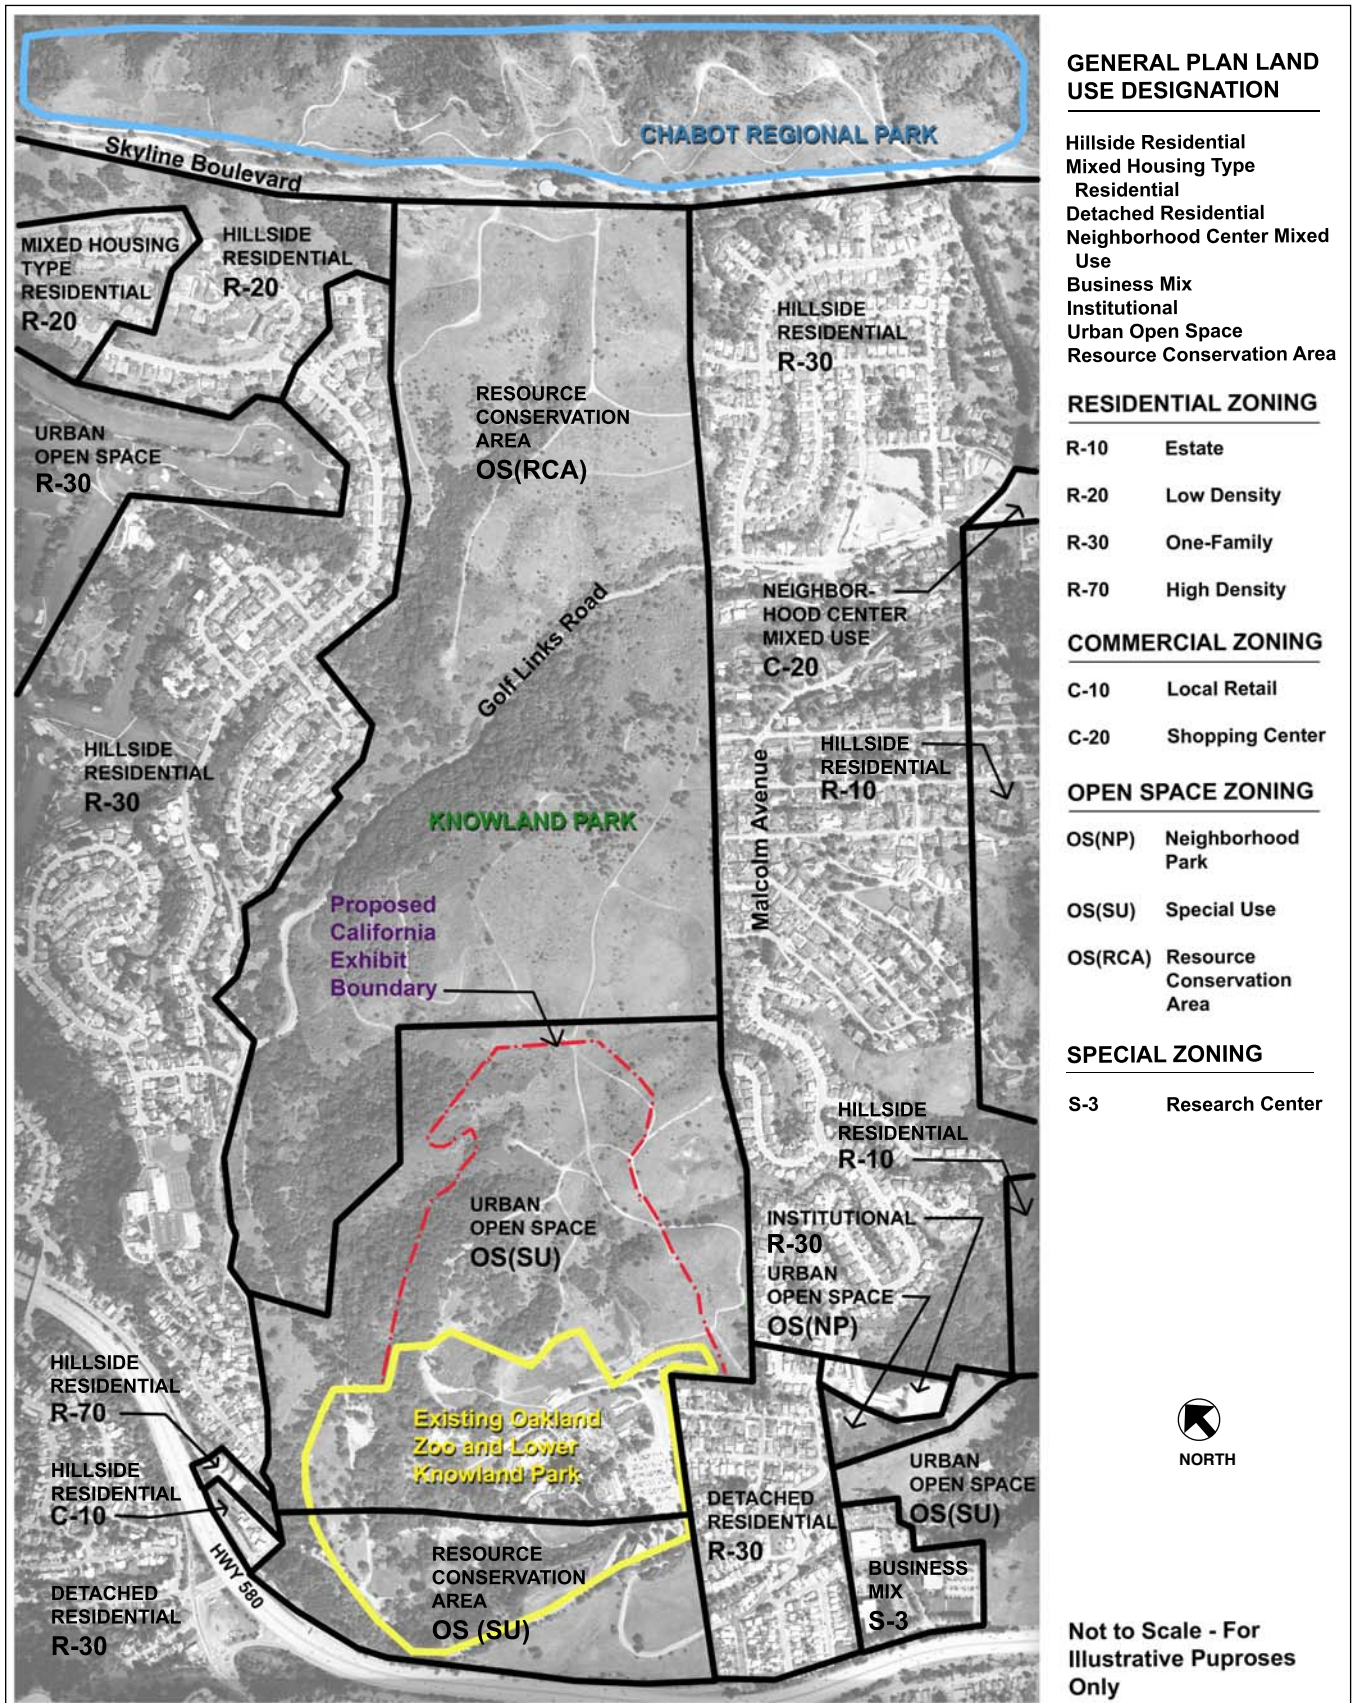 CHABOT REGIONAL PARK
Skyline Boulevard
MIXED HOUSING
TYPE
RESIDENTIAL
R-20
HILLSIDE
RESIDENTIAL
R-20
HILLSIDE
RESIDENTIAL
R-30
RESOURCE
CONSERVATION
AREA
OS(RCA)
URBAN
OPEN SPACE
R-30
Golf Links Road
NEIGHBOR-
HOOD CENTER
MIXED USE
C-20
HILLSIDE
RESIDENTIAL
R-30
HILLSIDE
RESIDENTIAL
R-10
Malcolm Avenue
KNOWLAND PARK
Proposed
California
Exhibit
Boundary
HILLSIDE
RESIDENTIAL
R-10
URBAN
OPEN SPACE
OS(SU)
INSTITUTIONAL
R-30
URBAN
OPEN SPACE
OS(NP)
HILLSIDE
RESIDENTIAL
R-70
HILLSIDE
RESIDENTIAL
C-10
Existing Oakland
Zoo and Lower
Knowland Park
HWY 580
DETACHED
RESIDENTIAL
R-30
RESOURCE
CONSERVATION
AREA
OS (SU)
DETACHED
RESIDENTIAL
R-30
URBAN
OPEN SPACE
OS(SU)
BUSINESS
MIX
S-3
GENERAL PLAN LAND
USE DESIGNATION
Hillside Residential
Mixed Housing Type
Residential
Detached Residential
Neighborhood Center Mixed
Use
Business Mix
Institutional
Urban Open Space
Resource Conservation Area
RESIDENTIAL ZONING
R-10 Estate
R-20 Low Density
R-30 One-Family
R-70 High Density
COMMERCIAL ZONING
C-10 Local Retail
C-20 Shopping Center
OPEN SPACE ZONING
OS(NP) Neighborhood
Park
OS(SU) Special Use
OS(RCA) Resource
Conservation
Area
SPECIAL ZONING
S-3 Research Center
NORTH
Not to Scale - For
Illustrative Puproses
Only